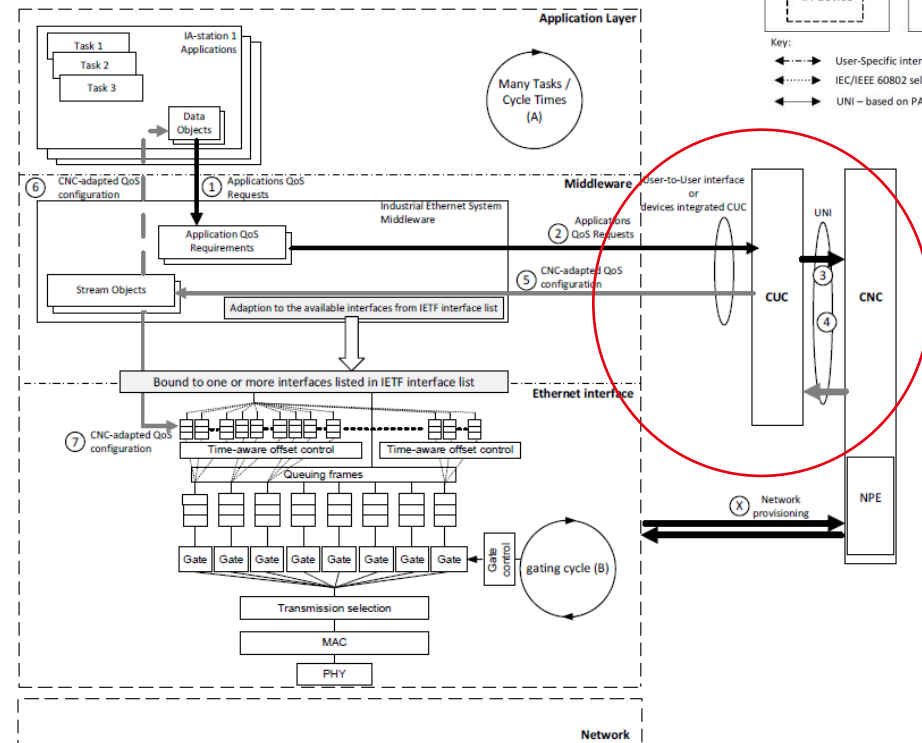 Application Layer
IA-station 1
Applications
Task 1
Task 2
Task 3
Data
Objects
Many Tasks /
Cycle Times
(A)
Key:
User-Specific inter
IEC/IEEE 60802 sel
UNI – based on PA
6
CNC-adapted QoS
configuration
1
Applications QoS
Requests
Middleware
Industrial Ethernet System
Middleware
Application QoS
Requirements
2
Applications
QoS Requests
User-to-User interface
or
devices integrated CUC
UNI
3
5
CNC-adapted QoS
configuration
Stream Objects
Adaption to the available interfaces from IETF interface list
CUC
CNC
4
Bound to one or more interfaces listed in IETF interface list
Ethernet interface
7
CNC-adapted QoS
configuration
Time-aware offset control
Time-aware offset control
Queuing frames
X
Network
provisioning
NPE
Gate
Gate
Gate
Gate
Gate
Gate
Gate
Gate
Gate
control
gating cycle (B)
Transmission selection
MAC
PHY
Network